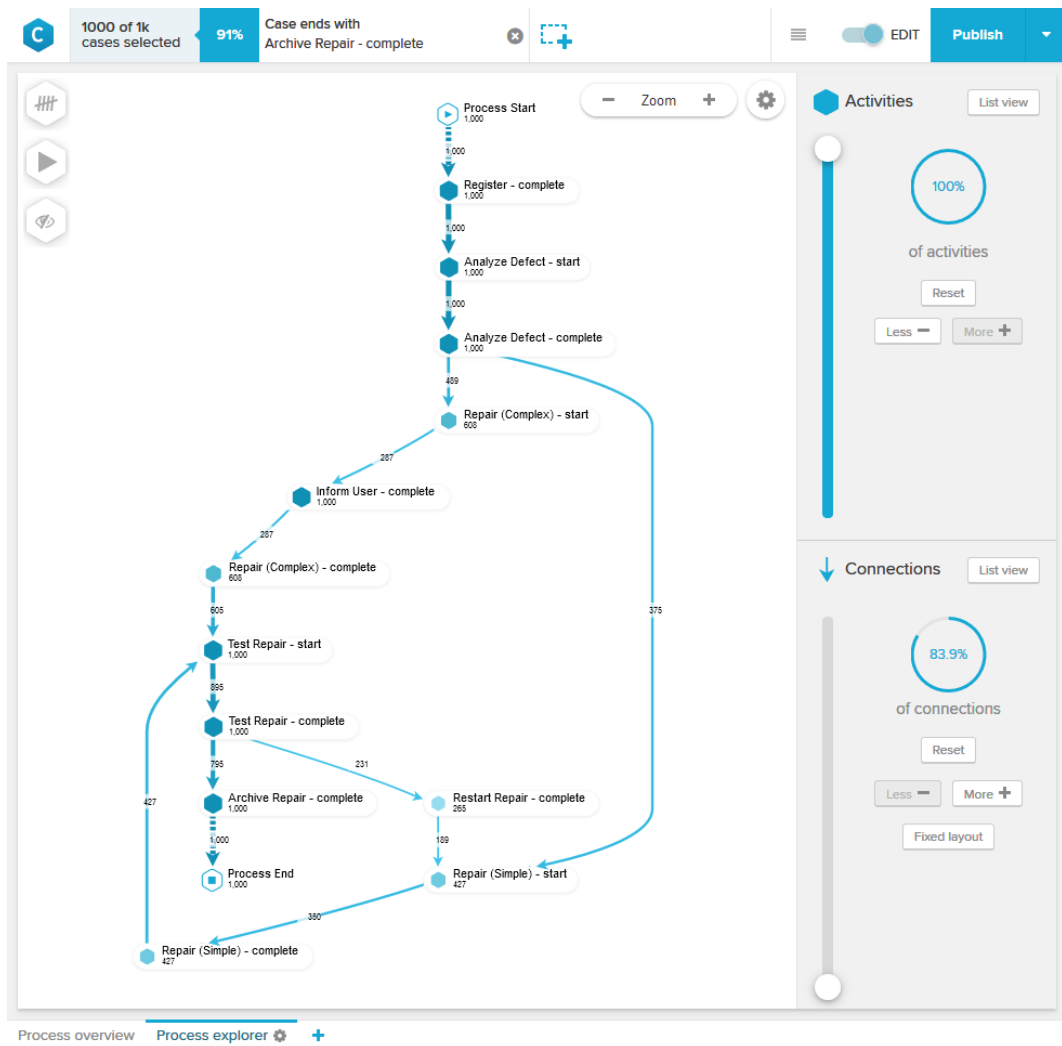 C
1000 of 1k
cases selected
91%
Case ends with
Archive Repair - complete
EDIT
Publish
Zoom
Process Start
1,000
1,000
Register - complete
1,000
1,000
Analyze Defect - start
1,000
1,000
Analyze Defect - complete
1,000
489
Repair (Complex) - start
608
287
Inform User - complete
1,000
287
Repair (Complex) - complete
608
605
375
Test Repair - start
1,000
895
Test Repair - complete
1,000
795
231
427
Archive Repair - complete
1,000
Restart Repair - complete
265
1,000
189
Process End
1,000
Repair (Simple) - start
427
350
Repair (Simple) - complete
427
Activities
List view
100%
of activities
Reset
Less
More
Connections
List view
83.9%
of connections
Reset
Less
More
Fixed layout
Process overview
Process explorer